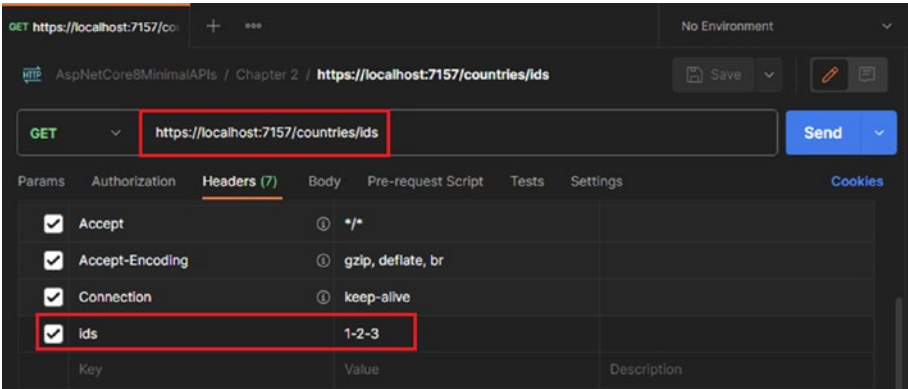 GET https://localhost:7157/co
No Environment
HTTP AspNetCore8MinimalAPIs / Chapter 2 / https://localhost:7157/countries/ids
Save
GET https://localhost:7157/countries/ids Send
Params Authorization Headers (7) Body Pre-request Script Tests Settings Cookies
Accept */*
Accept-Encoding gzip, deflate, br
Connection keep-alive
ids 1-2-3
Key Value Description